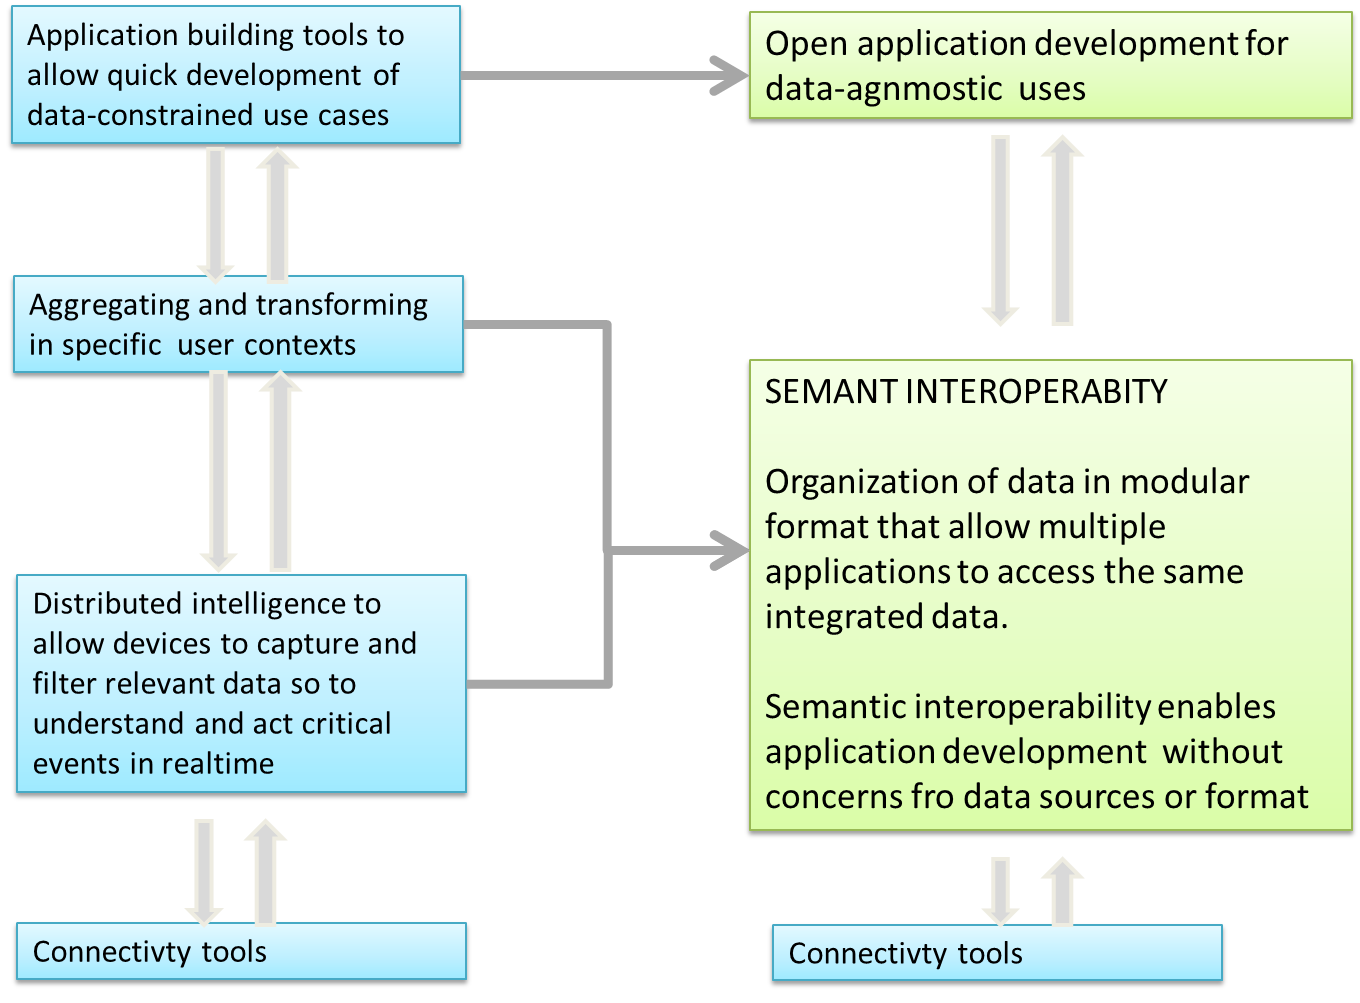 Application building tools to
allow quick development of
data-constrained use cases
Open application development for
data-agnmostic uses
Aggregating and transforming
in specific user contexts
SEMANT INTEROPERABITY
Organization of data in modular
format that allow multiple
applications to access the same
integrated data.
Semantic interoperability enables
application development without
concerns fro data sources or format
Distributed intelligence to
allow devices to capture and
filter relevant data so to
understand and act critical
events in realtime
Connectivty tools
Connectivty tools